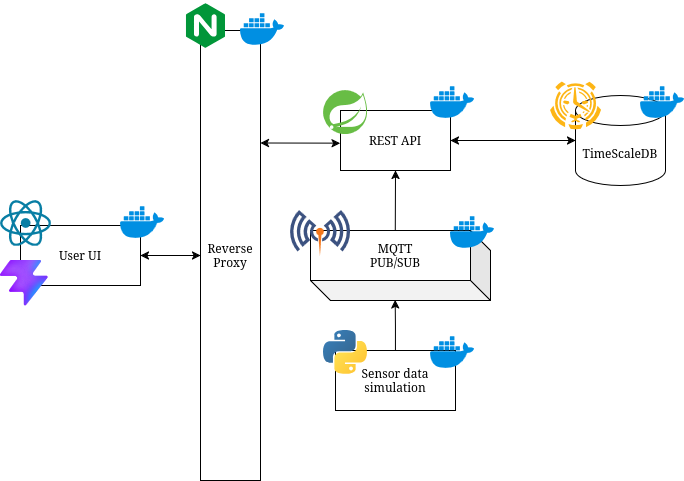 REST API
TimeScaleDB
User UI
Reverse
Proxy
MQTT
PUB/SUB
Sensor data
simulation